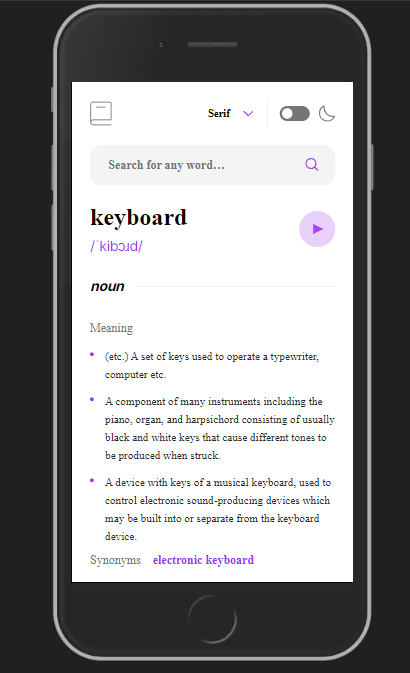 Serif
Search for any word...
keyboard
/ˈkibɔɹd/
noun
Meaning
(etc.) A set of keys used to operate a typewriter,
computer etc.
A component of many instruments including the
piano, organ, and harpsichord consisting of usually
black and white keys that cause different tones to
be produced when struck.
A device with keys of a musical keyboard, used to
control electronic sound-producing devices which
may be built into or separate from the keyboard
device.
Synonyms electronic keyboard